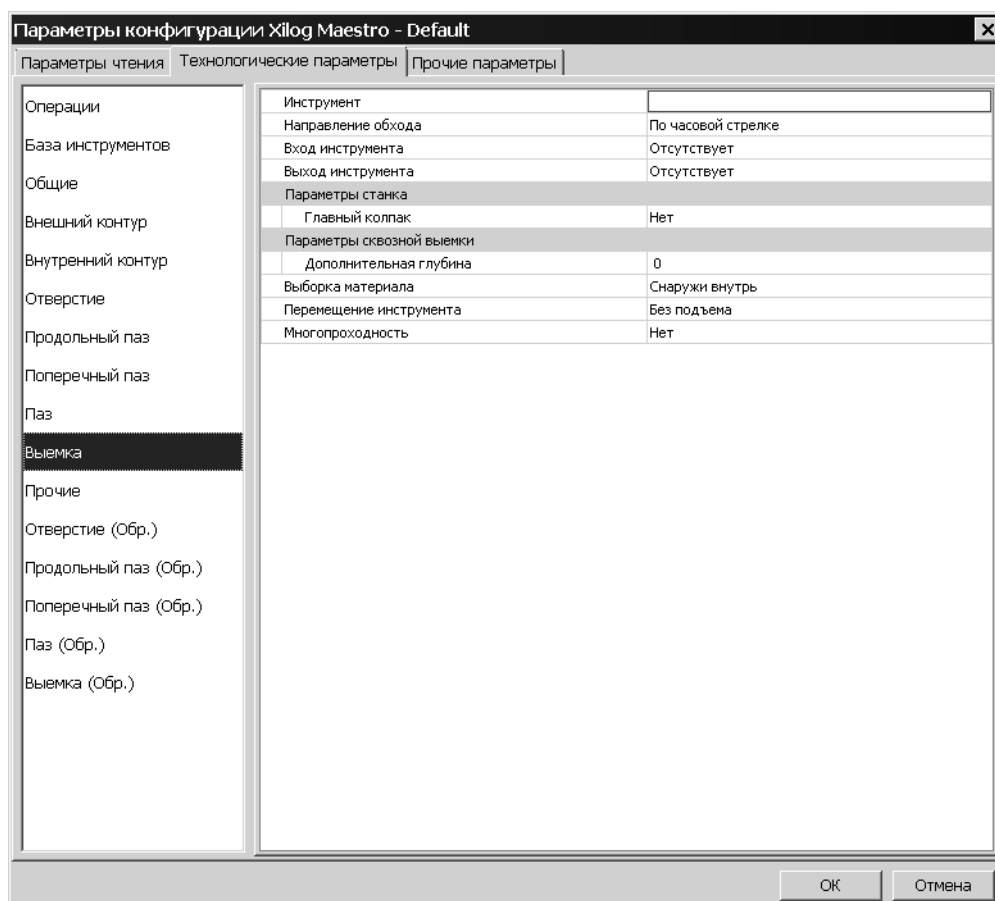 Параметры конфигурации Xilog Maestro - Default
Параметры чтения Технологические параметры Прочие параметры
Операции
База инструментов
Общие
Внешний контур
Внутренний контур
Отверстие
Продольный паз
Поперечный паз
Паз
Выемка
Прочие
Отверстие (Обр.)
Продольный паз (Обр.)
Поперечный паз (Обр.)
Паз (Обр.)
Выемка (Обр.)
Инструмент
Направление обхода По часовой стрелке
Вход инструмента Отсутствует
Выход инструмента Отсутствует
Параметры станка
Главный колпак Нет
Параметры сквозной выемки
Дополнительная глубина 0
Выборка материала Снаружи внутрь
Перемещение инструмента Без подъема
Многопроходность Нет
ОК Отмена